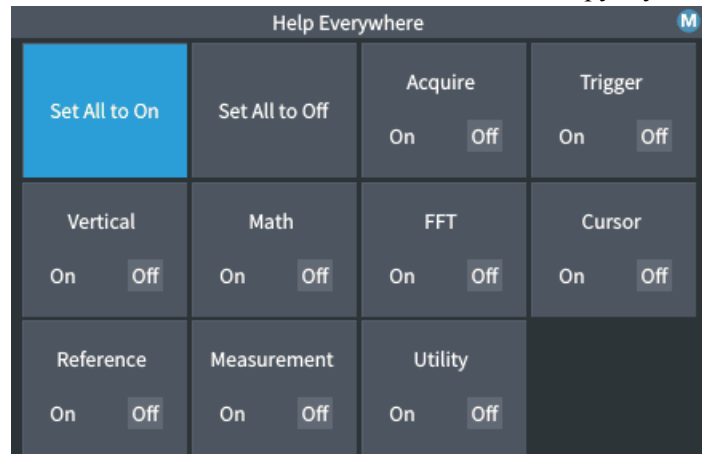 Help Everywhere M
Set All to On
Set All to Off
Acquire
On Off
Trigger
On Off
Vertical
On Off
Math
On Off
FFT
On Off
Cursor
On Off
Reference
On Off
Measurement
On Off
Utility
On Off